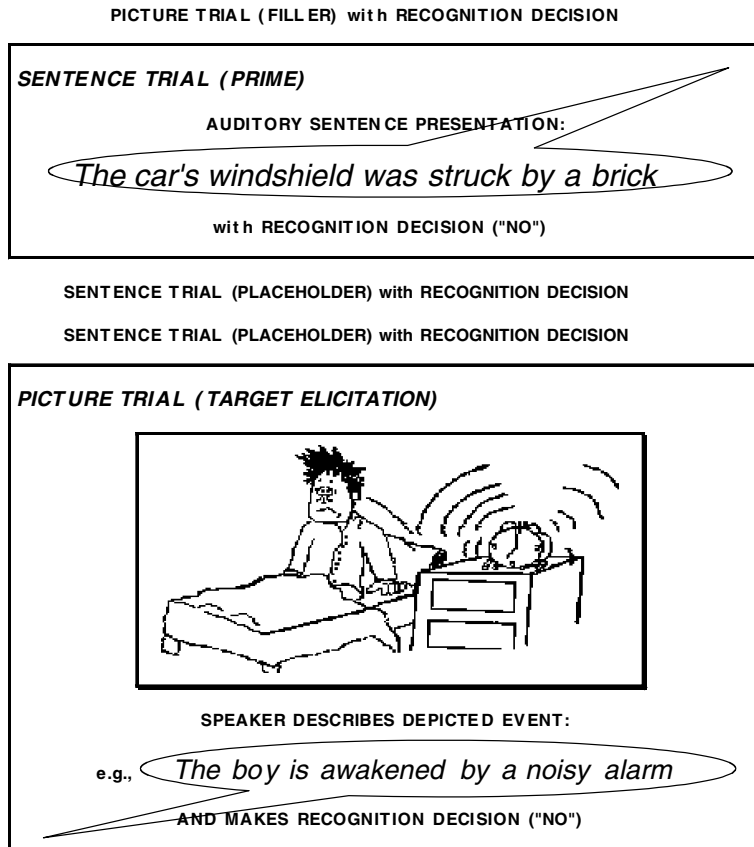 PICTURE TRIAL (FILLER) with RECOGNITION DECISION
SENTENCE TRIAL (PRIME)
AUDITORY SENTENCE PRESENTATION:
The car's windshield was struck by a brick
with RECOGNITION DECISION ("NO")
SENTENCE TRIAL (PLACEHOLDER) with RECOGNITION DECISION
SENTENCE TRIAL (PLACEHOLDER) with RECOGNITION DECISION
PICTURE TRIAL (TARGET ELICITATION)
SPEAKER DESCRIBES DEPICTED EVENT:
e.g., The boy is awakened by a noisy alarm
AND MAKES RECOGNITION DECISION ("NO")